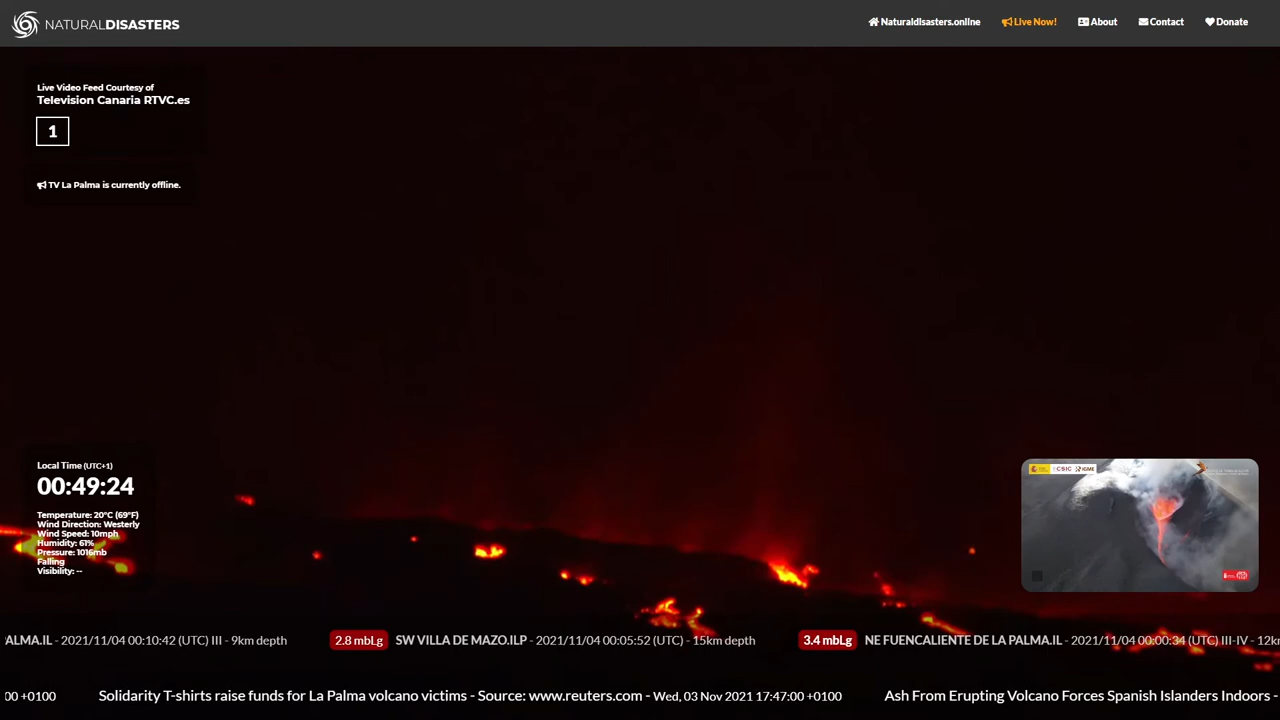 NATURALDISASTERS
Naturaldisasters.online
Live Now!
About
Contact
Donate
Live Video Feed Courtesy of
Television Canaria RTVC.es
1
TV La Palma is currently offline.
Local Time (UTC+1)
00:49:24
Temperature: 20°C (69°F)
Wind Direction: Westerly
Wind Speed: 10mph
Humidity: 61%
Pressure: 1016mb
Falling
Visibility: --
CSIC IGME
ALMA.IL - 2021/11/04 00:10:42 (UTC) III - 9km depth 2.8 mbLg SW VILLA DE MAZO.ILP - 2021/11/04 00:05:52 (UTC) - 15km depth 3.4 mbLg NE FUENCALIENTE DE LA PALMA.IL - 2021/11/04 00:00:34 (UTC) III-IV - 12k
00 +0100 Solidarity T-shirts raise funds for La Palma volcano victims - Source: www.reuters.com - Wed, 03 Nov 2021 17:47:00 +0100 Ash From Erupting Volcano Forces Spanish Islanders Indoors -